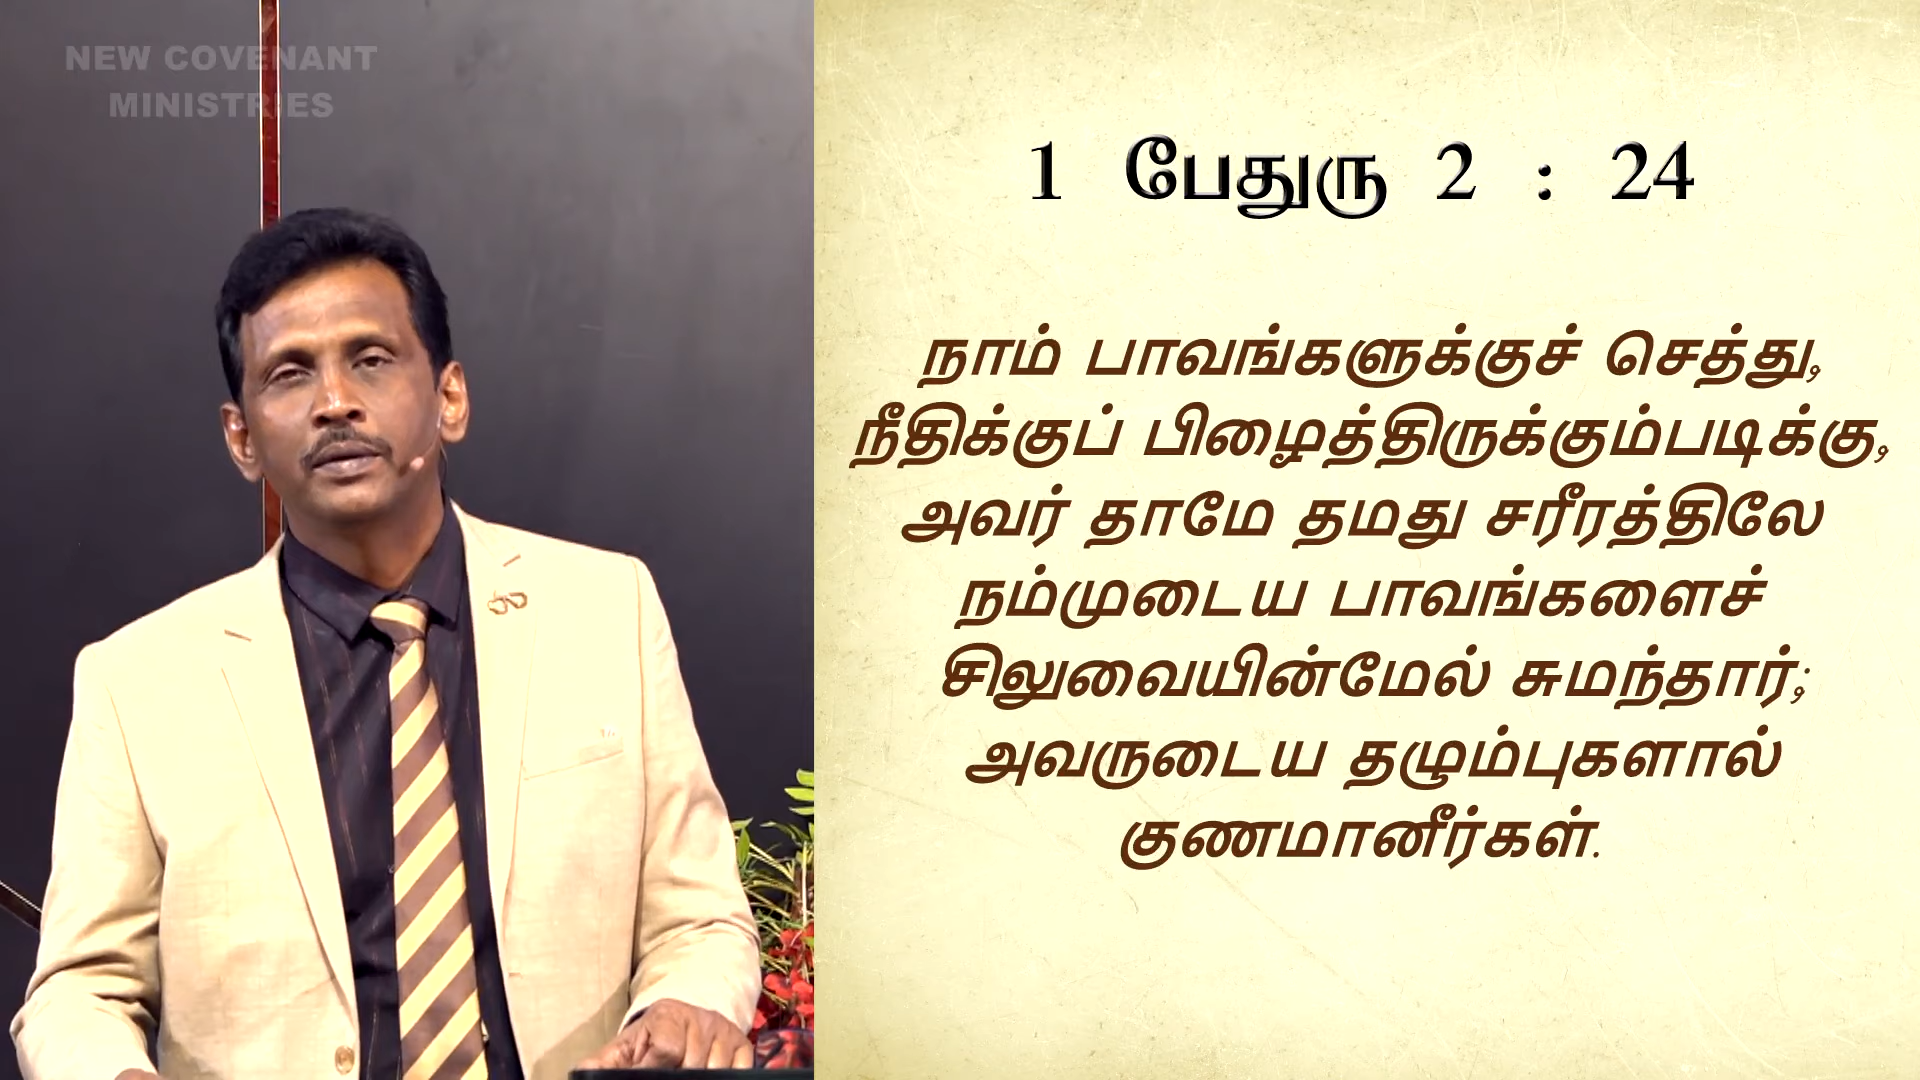 NEW COVENANT
MINISTRIES
1 பேதுரு 2 : 24
நாம் பாவங்களுக்குச் செத்து,
நீதிக்குப் பிழைத்திருக்கும்படிக்கு,
அவர் தாமே தமது சரீரத்திலே
நம்முடைய பாவங்களைச்
சிலுவையின்மேல் சுமந்தார்;
அவருடைய தழும்புகளால்
குணமானீர்கள்.